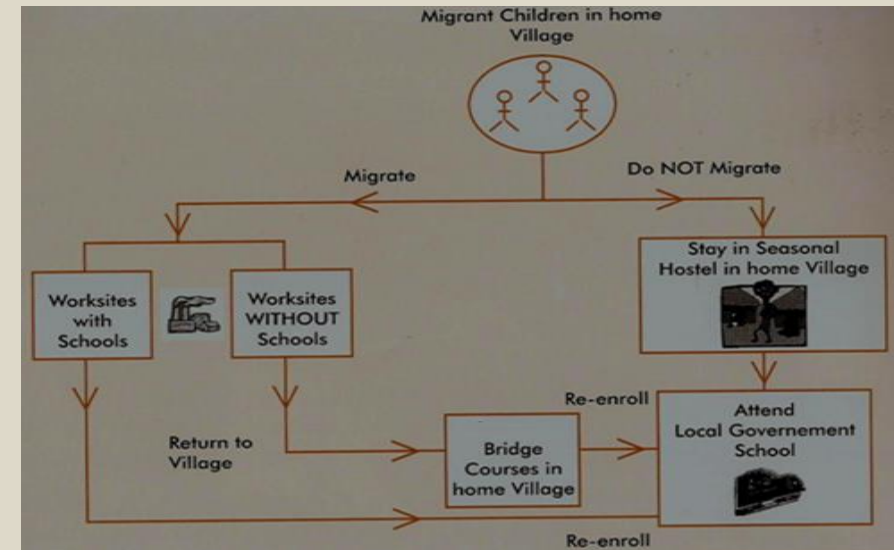 Migrant Children in home
Village
Migrate
Do NOT Migrate
Stay in Seasonal
Hostel in home Village
Worksites
with
Schools
Worksites
WITHOUT
Schools
Re-enroll
Attend
Local Governement
School
Return to
Village
Bridge
Courses in
home Village
Re-enroll